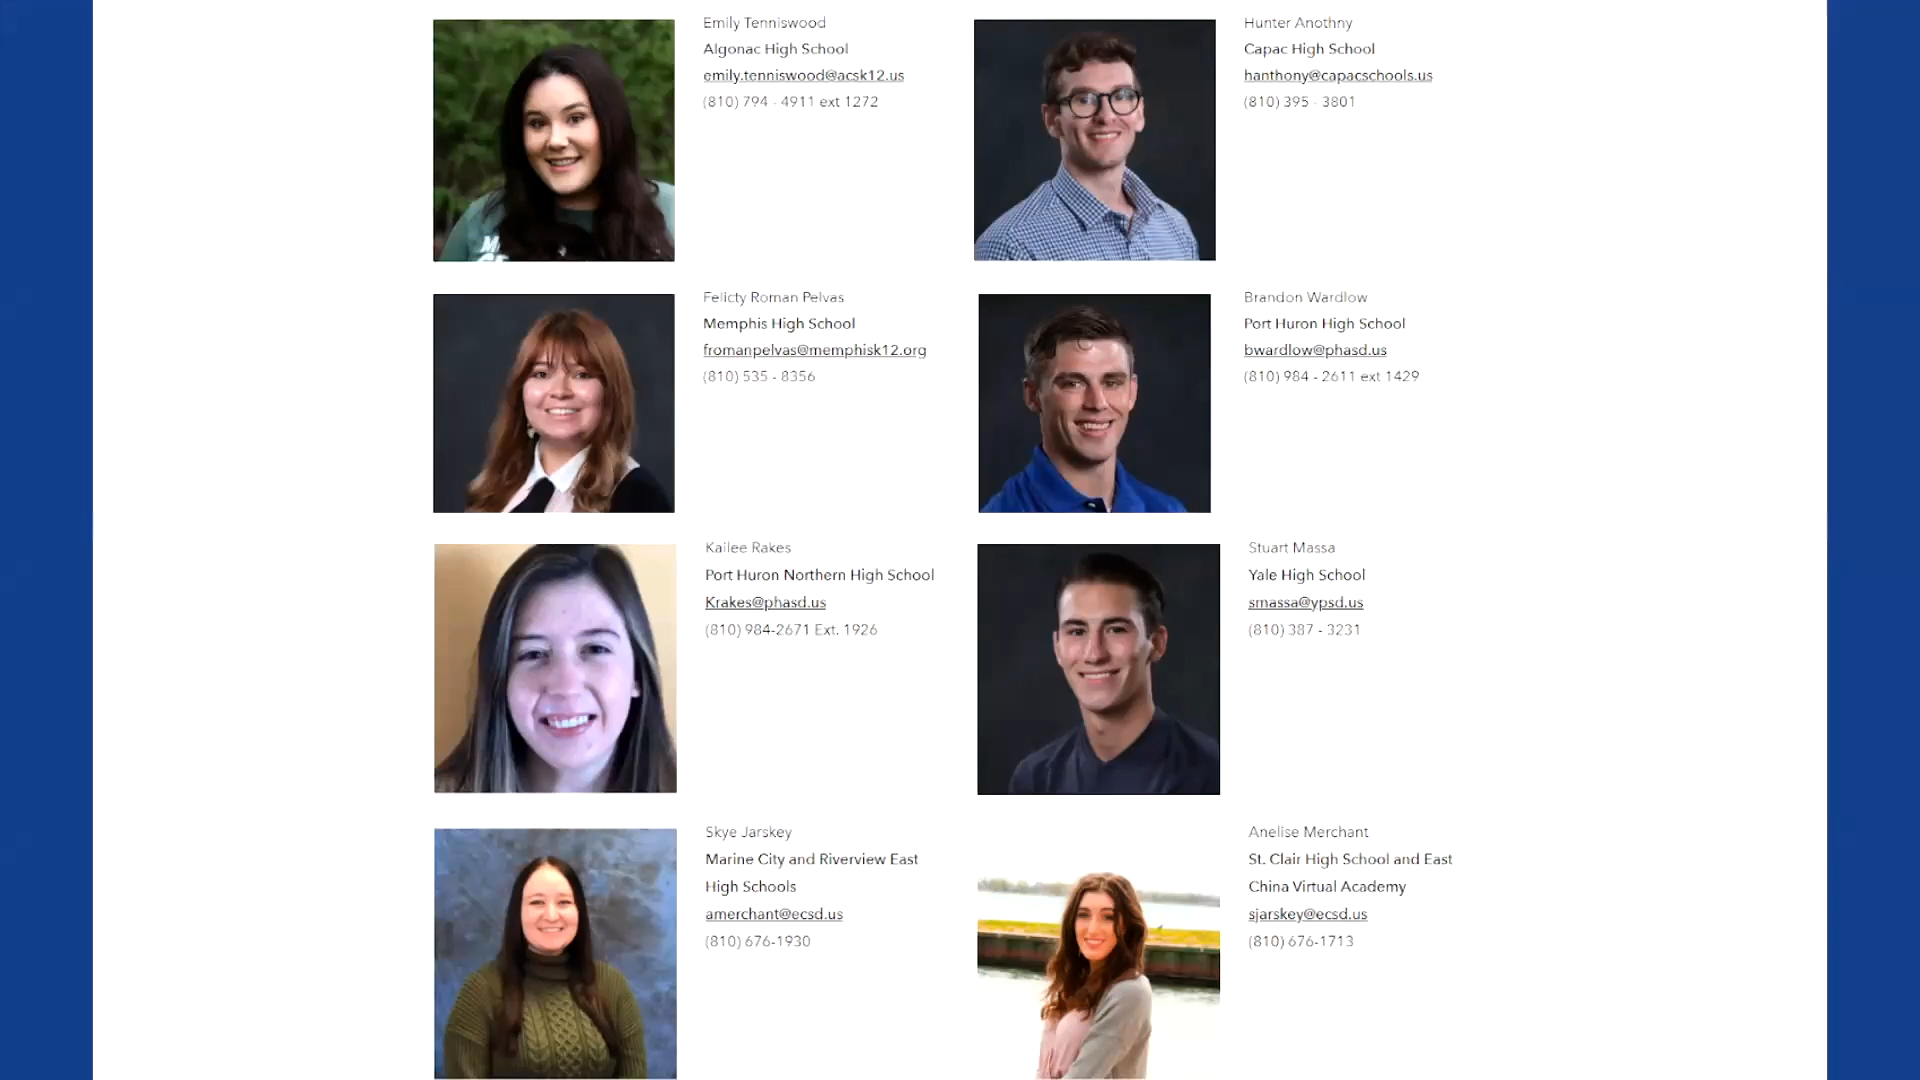 Emily Tenniswood
Algonac High School
emily.tenniswood@acsk12.us
(810) 794 - 4911 ext 1272
Hunter Anothny
Capac High School
hanthony@capacschools.us
(810) 395 - 3801
Felicty Roman Pelvas
Memphis High School
fromanpelvas@memphisk12.org
(810) 535 - 8356
Brandon Wardlow
Port Huron High School
bwardlow@phasd.us
(810) 984 - 2611 ext 1429
Kailee Rakes
Port Huron Northern High School
Krakes@phasd.us
(810) 984-2671 Ext. 1926
Stuart Massa
Yale High School
smassa@ypsd.us
(810) 387 - 3231
Skye Jarskey
Marine City and Riverview East
High Schools
amerchant@ecsd.us
(810) 676-1930
Anelise Merchant
St. Clair High School and East
China Virtual Academy
sjarskey@ecsd.us
(810) 676-1713